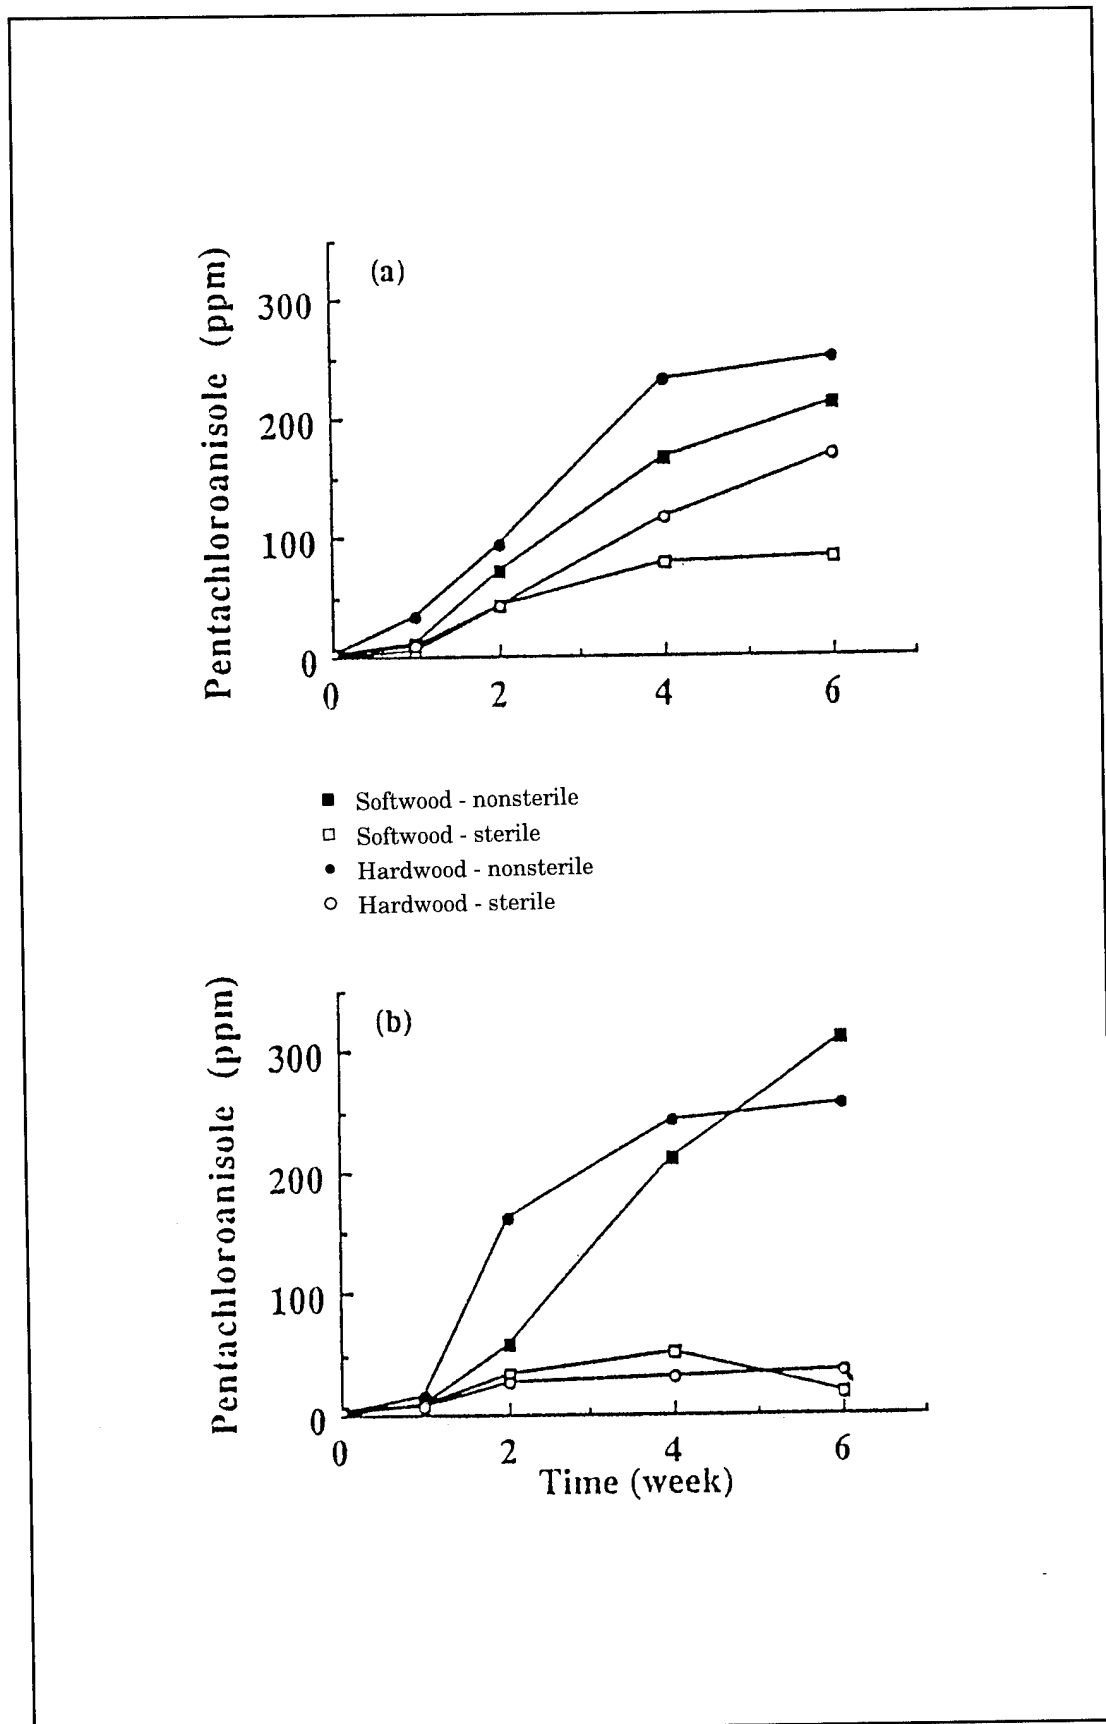 (a)
Pentachloroanisole (ppm)
300
200
100
0
0 2 4 6
Softwood - nonsterile
Softwood - sterile
Hardwood - nonsterile
Hardwood - sterile
(b)
Pentachloroanisole (ppm)
300
200
100
0
0 2 4 6
Time (week)